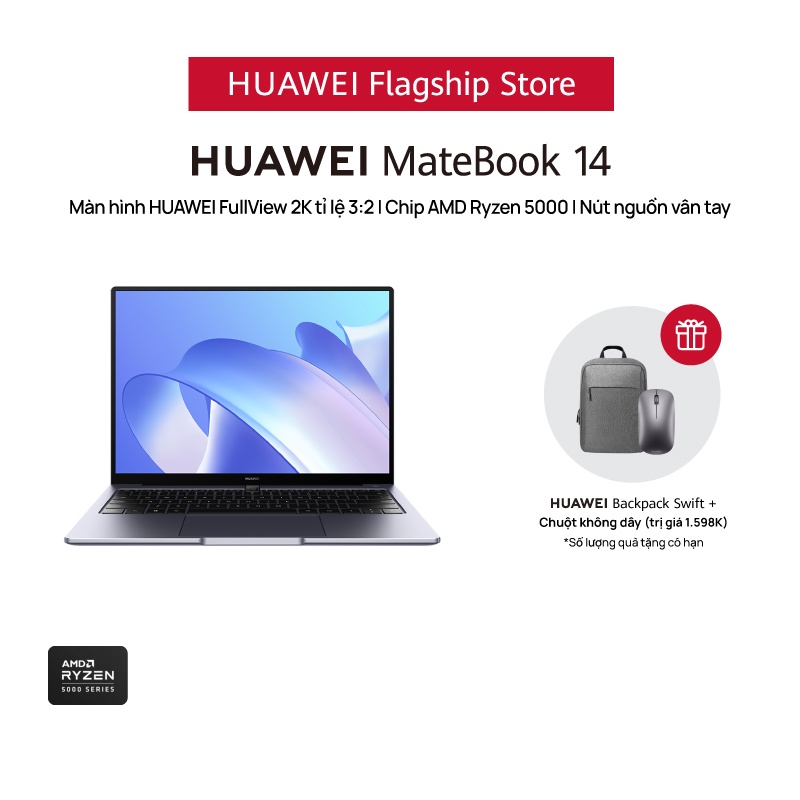 HUAWEI Flagship Store
HUAWEI MateBook 14
Màn hình HUAWEI FullView 2K tỉ lệ 3:2 | Chip AMD Ryzen 5000 | Nút nguồn vân tay
HUAWEI
HUAWEI Backpack Swift +
Chuột không dây (trị giá 1.598K)
*Số lượng quà tặng có hạn
AMD
RYZEN
5000 SERIES